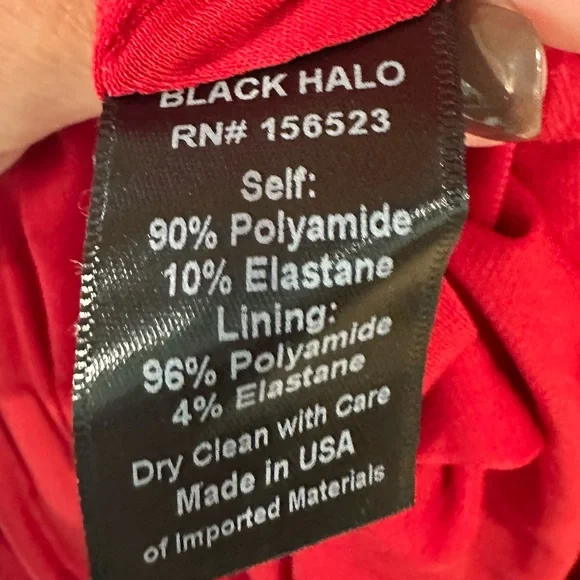 BLACK HALO
RN# 156523
Self:
90% Polyamide
10% Elastane
Lining:
96% Polyamide
4% Elastane
Dry Clean with Care
Made in USA
of Imported Materials